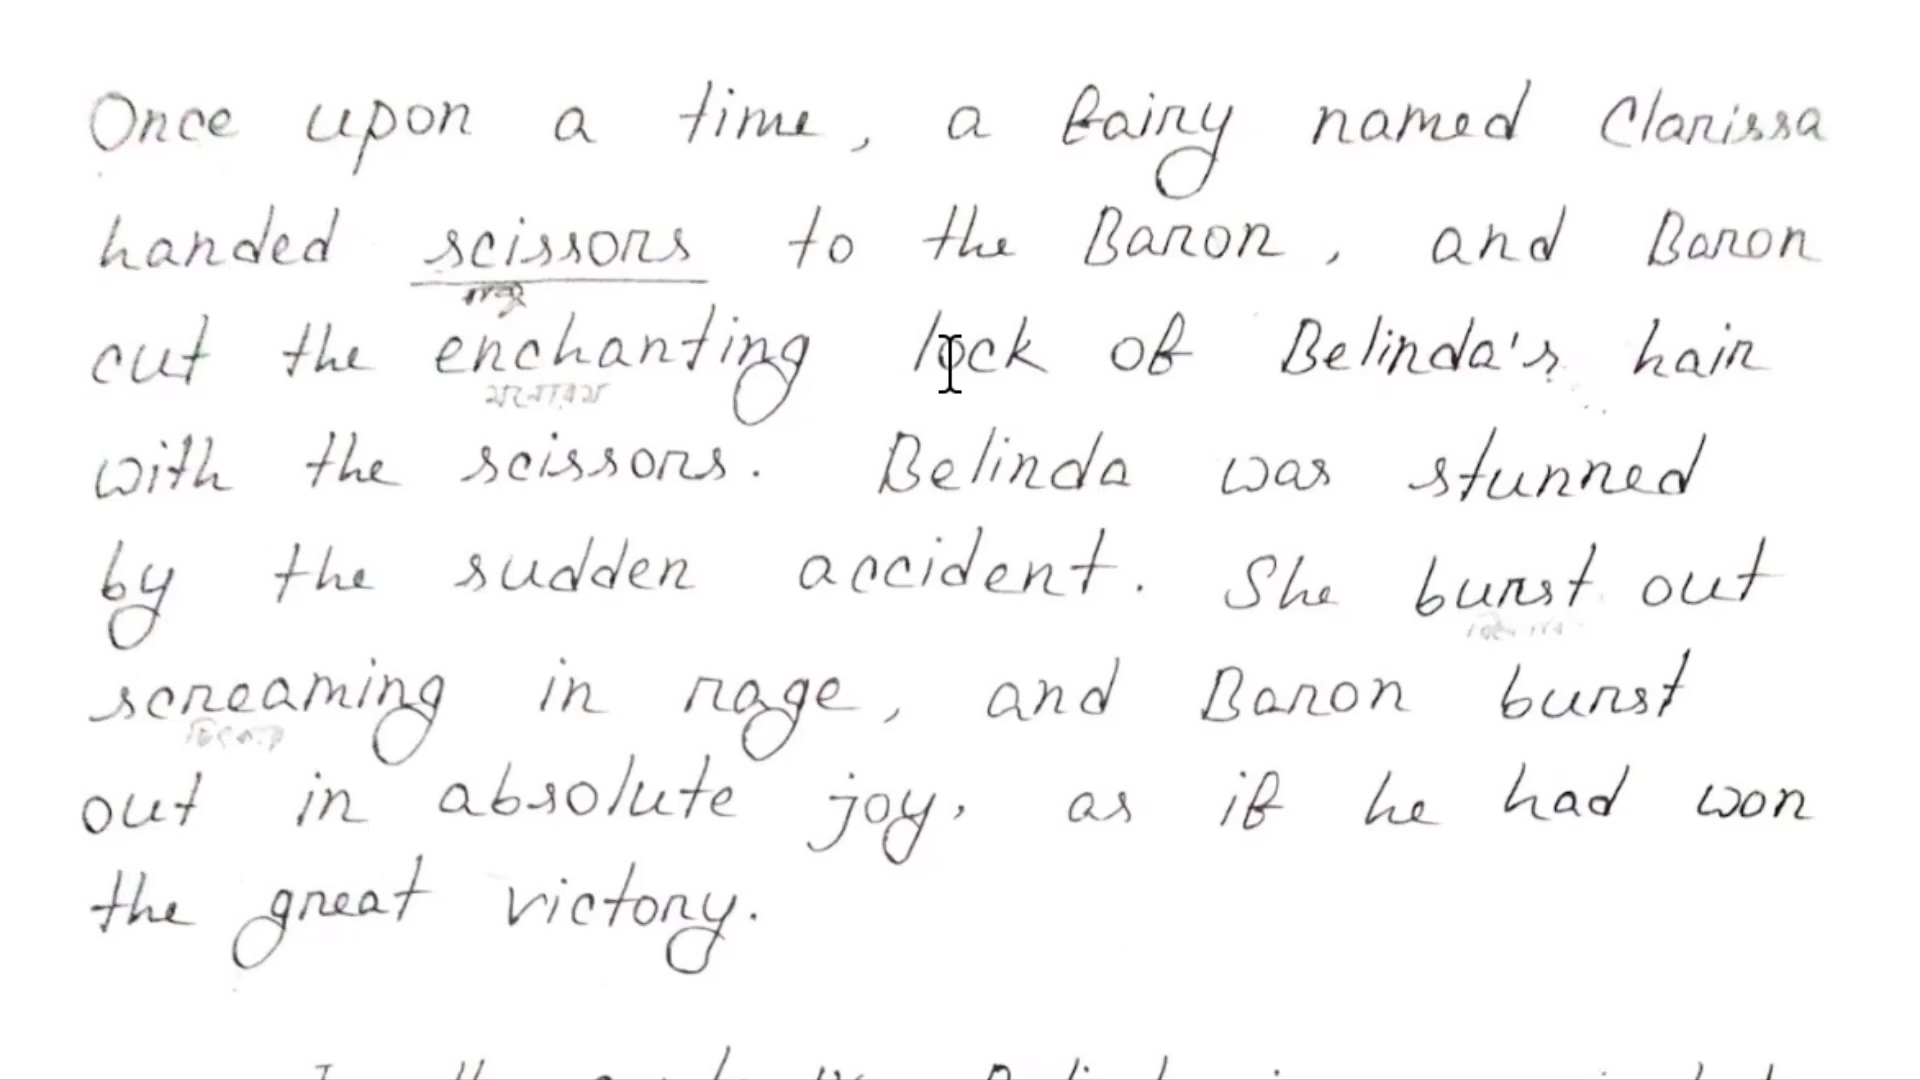 Once upon a time, a fairy named Clarissa
handed scissors to the Baron, and Baron
cut the enchanting lock of Belinda's hair
with the scissors. Belinda was stunned
by the sudden accident. She burst out
screaming in rage, and Baron burst
out in absolute joy, as if he had won
the great victory.